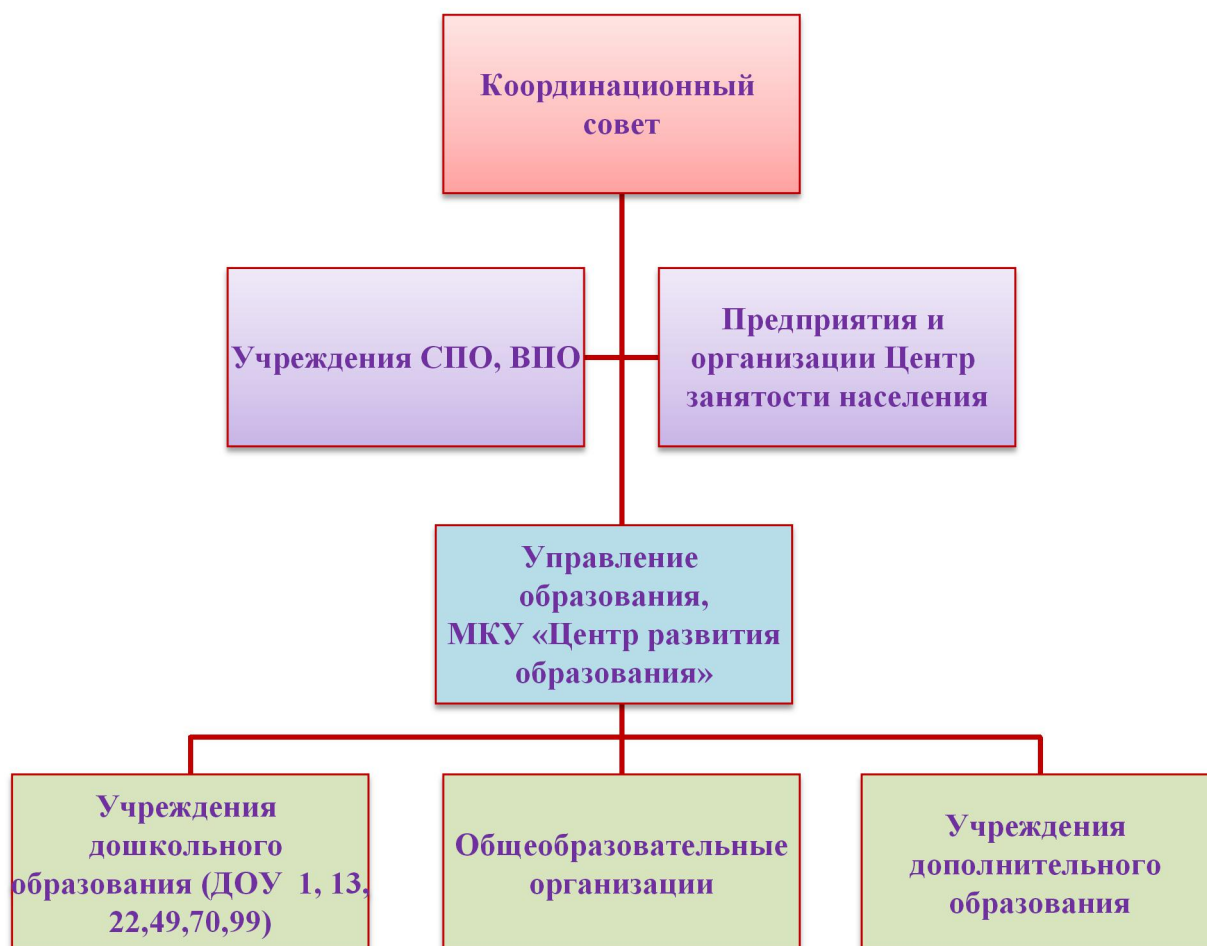 Координационный
совет
Учреждения СПО, ВПО
Предприятия и
организации Центр
занятости населения
Управление
образования,
МКУ «Центр развития
образования»
Учреждения
дошкольного
образования (ДОУ 1, 13,
22,49,70,99)
Общеобразовательные
организации
Учреждения
дополнительного
образования